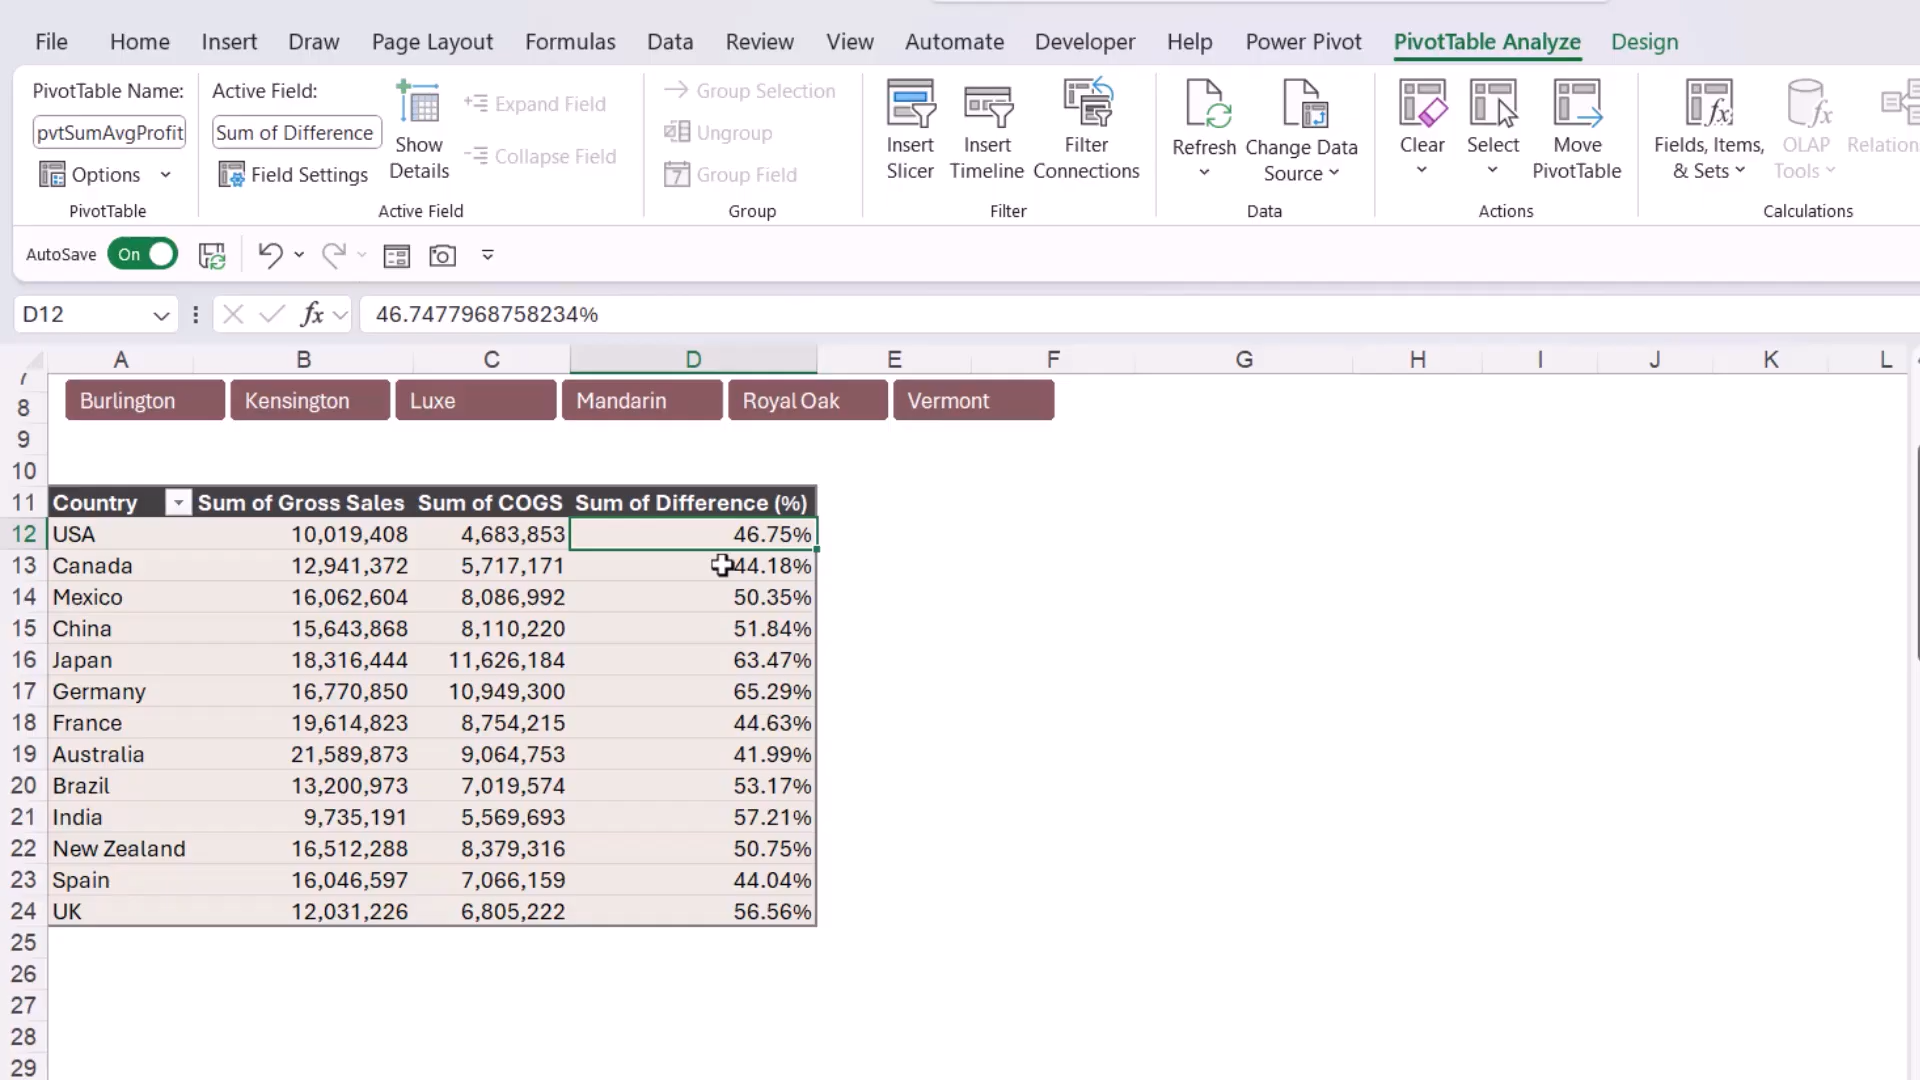 File Home Insert Draw Page Layout Formulas Data Review View Automate Developer Help Power Pivot PivotTable Analyze Design
PivotTable Name:
pvtSumAvgProfit
Options
PivotTable
Active Field:
Sum of Difference
Field Settings
Show
Details
Expand Field
Collapse Field
Active Field
Group Selection
Ungroup
7 Group Field
Group
Insert
Slicer
Insert
Timeline
Filter
Connections
Filter
Refresh
Change Data
Source
Data
Clear
Select
Move
PivotTable
Actions
Fields, Items,
& Sets
OLAP
Tools
Relation
Calculations
AutoSave On
D12 fx 46.7477968758234%
A B C D E F G H I J K L
7
8 Burlington Kensington Luxe Mandarin Royal Oak Vermont
9
10
11 Country Sum of Gross Sales Sum of COGS Sum of Difference (%)
12 USA 10,019,408 4,683,853 46.75%
13 Canada 12,941,372 5,717,171 44.18%
14 Mexico 16,062,604 8,086,992 50.35%
15 China 15,643,868 8,110,220 51.84%
16 Japan 18,316,444 11,626,184 63.47%
17 Germany 16,770,850 10,949,300 65.29%
18 France 19,614,823 8,754,215 44.63%
19 Australia 21,589,873 9,064,753 41.99%
20 Brazil 13,200,973 7,019,574 53.17%
21 India 9,735,191 5,569,693 57.21%
22 New Zealand 16,512,288 8,379,316 50.75%
23 Spain 16,046,597 7,066,159 44.04%
24 UK 12,031,226 6,805,222 56.56%
25
26
27
28
29